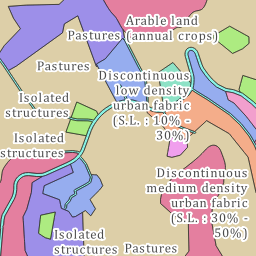 Arable land
(annual crops)
Pastures
Pastures
Discontinuous
low density
urban fabric
(S.L. : 10% -
30%)
Isolated
structures
Isolated
structures
Discontinuous
medium density
urban fabric
(S.L. : 30% -
50%)
Isolated
structures
Pastures